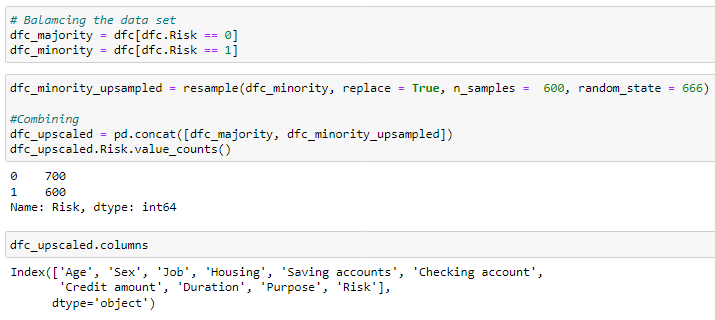 # Balamcing the data set
dfc_majority = dfc[dfc.Risk == 0]
dfc_minority = dfc[dfc.Risk == 1]
dfc_minority_upsampled = resample(dfc_minority, replace = True, n_samples =  600, random_state = 666)
#Combining
dfc_upscaled = pd.concat([dfc_majority, dfc_minority_upsampled])
dfc_upscaled.Risk.value_counts()
0    700
1    600
Name: Risk, dtype: int64
dfc_upscaled.columns
Index(['Age', 'Sex', 'Job', 'Housing', 'Saving accounts', 'Checking account',
       'Credit amount', 'Duration', 'Purpose', 'Risk'],
      dtype='object')